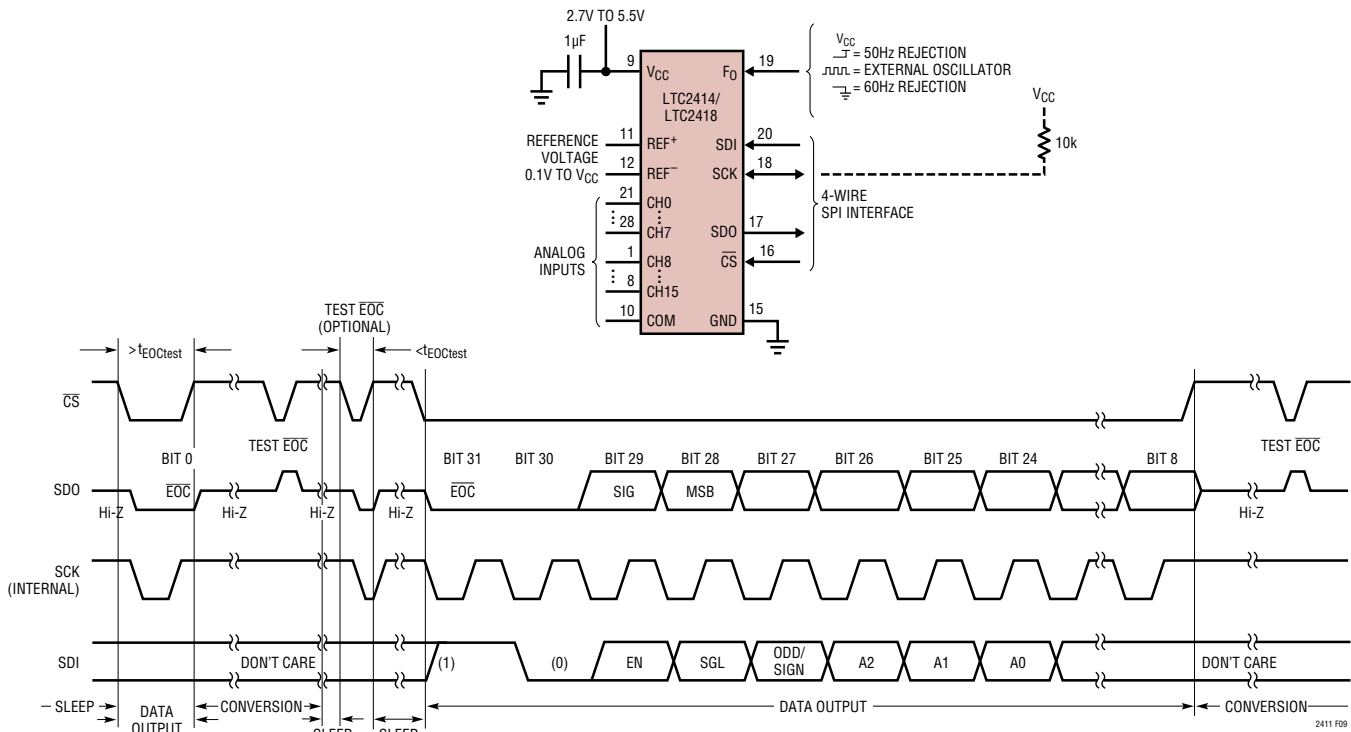 2.7V TO 5.5V
1µF
9
VCC
FO
19
VCC
= 50Hz REJECTION
= EXTERNAL OSCILLATOR
= 60Hz REJECTION
LTC2414/
LTC2418
VCC
10k
REFERENCE
VOLTAGE
0.1V TO VCC
11
REF+
12
REF–
SDI
20
SCK
18
4-WIRE
SPI INTERFACE
ANALOG
INPUTS
21
CH0
28
CH7
1
CH8
8
CH15
10
COM
SDO
17
CS
16
GND
15
TEST EOC
(OPTIONAL)
>tEOCtest
<tEOCtest
CS
TEST EOC
TEST EOC
BIT 0
BIT 31
BIT 30
BIT 29
BIT 28
BIT 27
BIT 26
BIT 25
BIT 24
BIT 8
SDO
EOC
EOC
SIG
MSB
Hi-Z
Hi-Z
Hi-Z
Hi-Z
Hi-Z
SCK
(INTERNAL)
SDI
DON'T CARE
(1)
(0)
EN
SGL
ODD/
SIGN
A2
A1
A0
DON'T CARE
SLEEP
DATA
OUTPUT
CONVERSION
SLEEP
SLEEP
DATA OUTPUT
CONVERSION
2411 F09